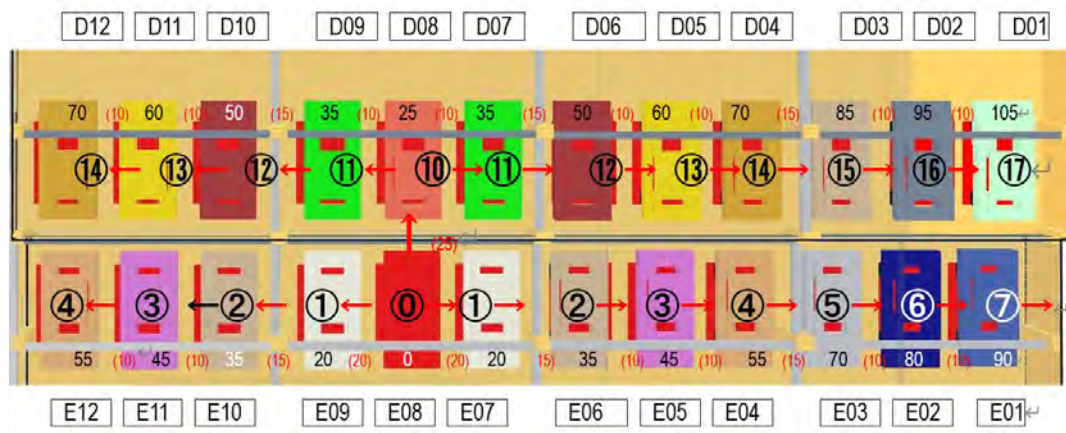 D12 D11 D10 D09 D08 D07 D06 D05 D04 D03 D02 D01
70 (10) 60 (10) 50 (15) 35 (10) 25 (10) 35 (15) 50 (10) 60 (10) 70 (15) 85 (10) 95 (10) 105↵
⑭ ⑬ ⑫ ⑪ ⑩ ⑪ ⑫ ⑬ ⑭ ⑮ ⑯ ⑰ ↵
(25) ↵
④ ③ ② ① ⓪ ① ② ③ ④ ⑤ ⑥ ⑦ ↵
55 (10) 45 (10) 35 (15) 20 (20) 0 (20) 20 (15) 35 (10) 45 (10) 55 (15) 70 (10) 80 (10) 90
E12 E11 E10 E09 E08 E07 E06 E05 E04 E03 E02 E01↵